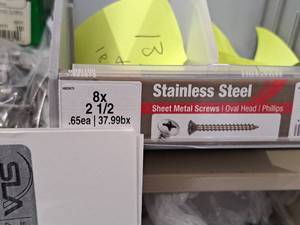 Stainless Steel
8x
2 1/2
.65ea | 37.99bx
Sheet Metal Screws | Oval Head | Phillips